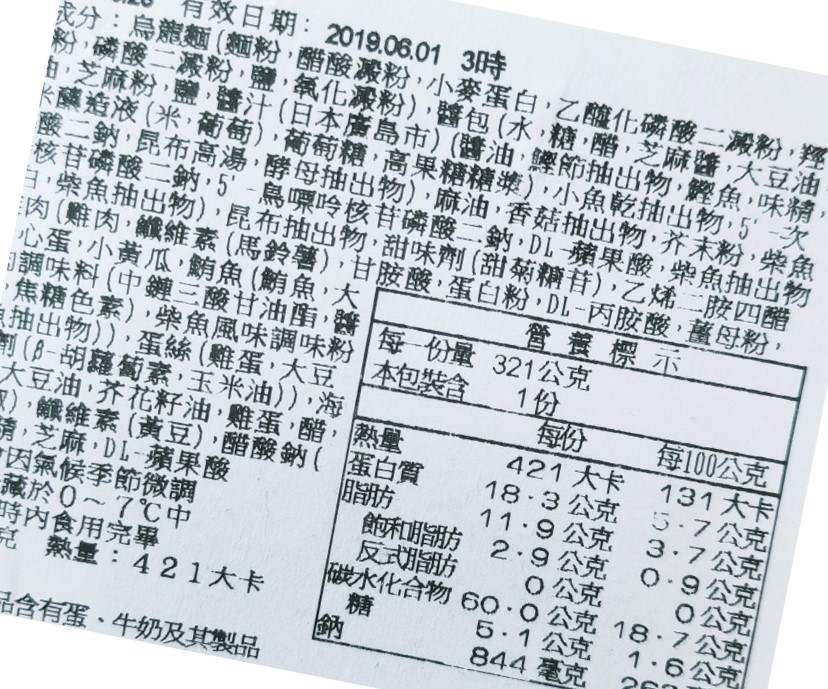 有效日期: 2019.06.01 3時
成分:烏龍麵(麵粉,醋酸澱粉,小麥蛋白,乙醯化磷酸二澱粉,羥
粉,磷酸二澱粉,鹽,氧化澱粉),醬包(水,糖,醋,芝麻醬,大豆油
油,芝麻粉,鹽,醬汁(日本廣島市)(醬油,鰹節抽出物,鰹魚,味精,
米釀造液(米,葡萄),葡萄糖,高果糖糖漿),小魚乾抽出物,5'-次
酸二鈉,昆布高湯,酵母抽出物)麻油,香菇抽出物,芥末粉,柴魚
核苷磷酸二鈉,5'-鳥嘌呤核苷磷酸二鈉,DL-蘋果酸,柴魚抽出物
白,柴魚抽出物,昆布抽出物,甜味劑(甜菊糖苷),乙烯二胺四醋
肉(雞肉,纖維素(馬鈴薯),甘胺酸,蛋白粉,DL-丙胺酸,薑母粉,
心蛋,小黃瓜,鮪魚(鮪魚,大
調味料(中鏈三酸甘油酯,醬
焦糖色素),柴魚風味調味粉
抽出物)),蛋絲(雞蛋,大豆
劑(β-胡蘿蔔素,玉米油)),海
大豆油,芥花籽油,雞蛋,醋,
),纖維素(黃豆),醋酸鈉(
,芝麻,DL-蘋果酸
因氣候季節微調
藏於0~7℃中
時內食用完畢
克 熱量:421大卡
品含有蛋、牛奶及其製品
營養標示
每一份量 321公克
本包裝含 1份
每份 每100公克
熱量 421 大卡 131 大卡
蛋白質 18.3 公克 5.7 公克
脂肪 11.9 公克 3.7 公克
飽和脂肪 2.9 公克 0.9 公克
反式脂肪 0 公克 0 公克
碳水化合物 60.0 公克 18.7 公克
糖 5.1 公克 1.6 公克
鈉 844 毫克